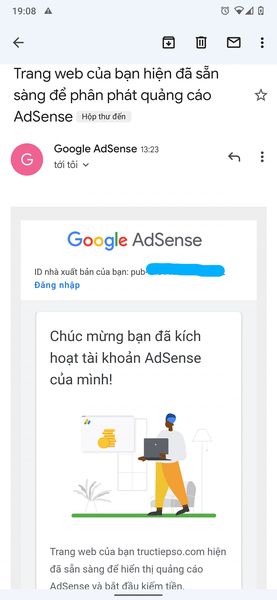 19:08
Trang web của bạn hiện đã sẵn
sàng để phân phát quảng cáo
AdSense Hộp thư đến
G
Google AdSense 13:23
tới tôi
Google AdSense
ID nhà xuất bản của bạn: pub-
Đăng nhập
Chúc mừng bạn đã kích
hoạt tài khoản AdSense
của mình!
Trang web của bạn tructiepso.com hiện
đã sẵn sàng để hiển thị quảng cáo
AdSense và bắt đầu kiếm tiền.